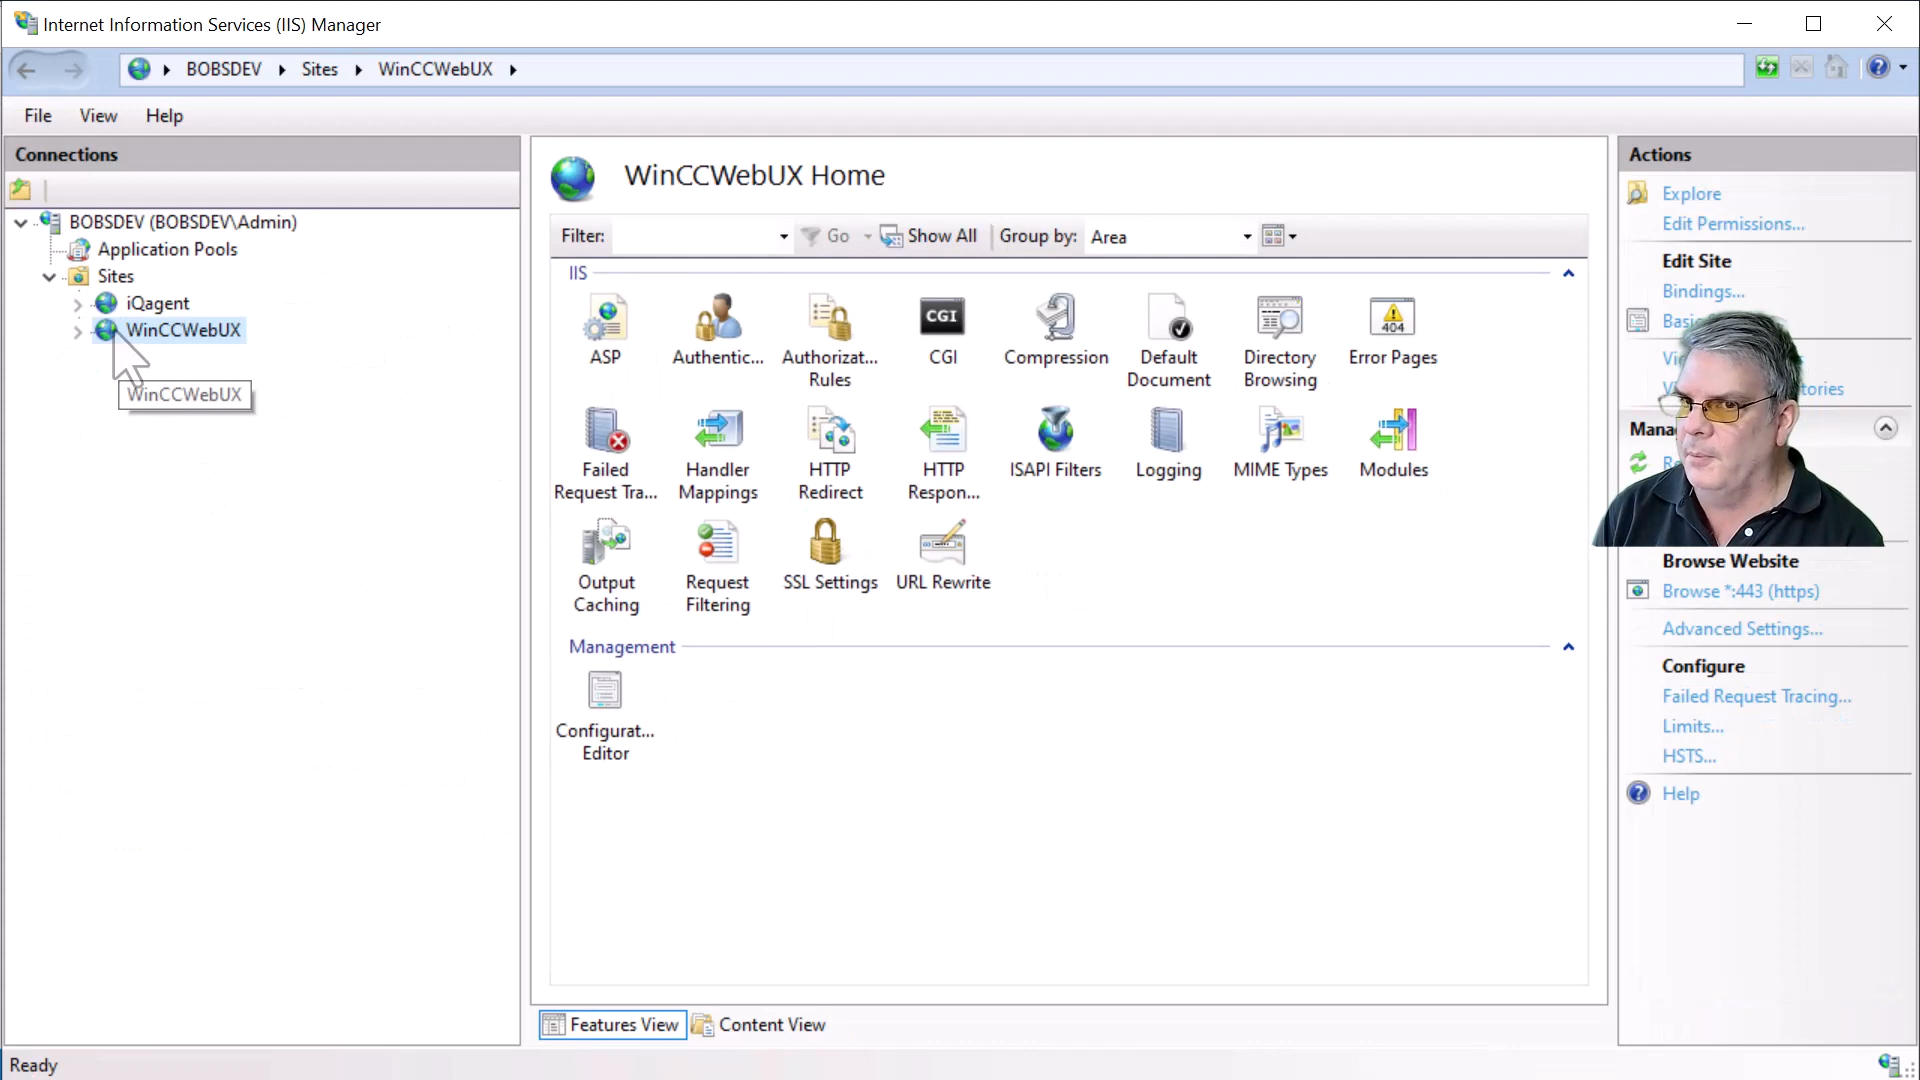 Internet Information Services (IIS) Manager
BOBSDEV
Sites
WinCCWebUX
File
View
Help
Connections
BOBSDEV (BOBSDEV\Admin)
Application Pools
Sites
iQagent
WinCCWebUX
WinCCWebUX
WinCCWebUX Home
Filter:
Go
Show All
Group by:
Area
IIS
ASP
Authentic...
Authorizat...
Rules
CGI
CGI
Compression
Default
Document
Directory
Browsing
404
Error Pages
Failed
Request Tra...
Handler
Mappings
HTTP
Redirect
HTTP
Respon...
ISAPI Filters
Logging
MIME Types
Modules
Output
Caching
Request
Filtering
SSL Settings
URL Rewrite
Management
Configurat...
Editor
Features View
Content View
Actions
Explore
Edit Permissions...
Edit Site
Bindings...
Browse Website
Browse *:443 (https)
Advanced Settings...
Configure
Failed Request Tracing...
Limits...
HSTS...
Help
Ready